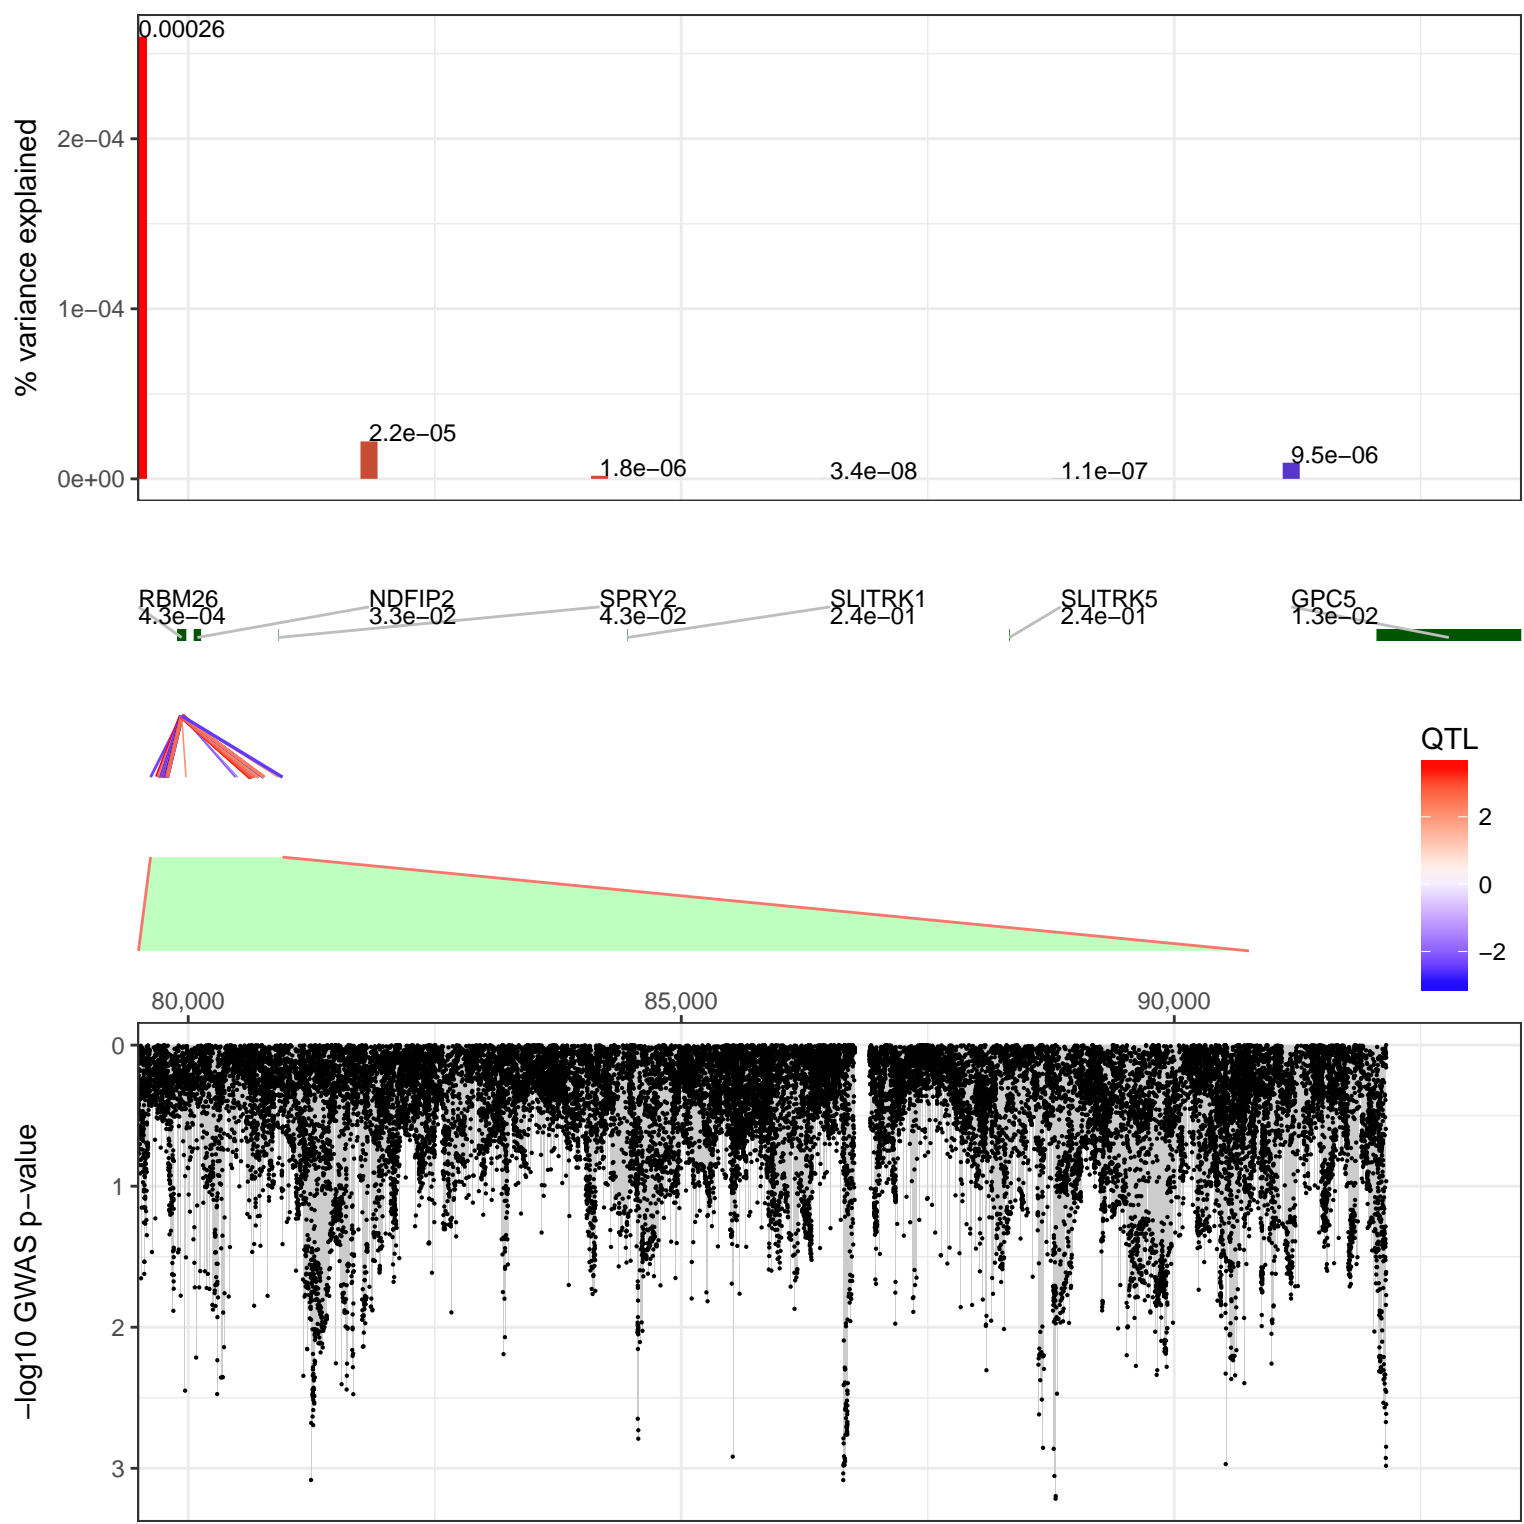 0.00026
% variance explained
2e−04
1e−04
0e+00
2.2e−05
1.8e−06
3.4e−08
1.1e−07
9.5e−06
RBM26 NDFIP2 SPRY2 SLITRK1 SLITRK5 GPC5
4.3e−04 3.3e−02 4.3e−02 2.4e−01 2.4e−01 1.3e−02
QTL
2
0
−2
80,000 85,000 90,000
−log10 GWAS p−value
0
1
2
3